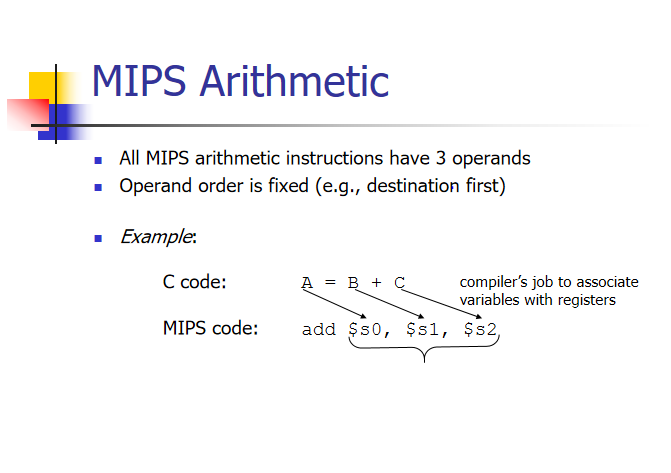 MIPS Arithmetic
All MIPS arithmetic instructions have 3 operands
Operand order is fixed (e.g., destination first)
Example:
C code: A = B + C
compiler's job to associate
variables with registers
MIPS code: add $s0, $s1, $s2